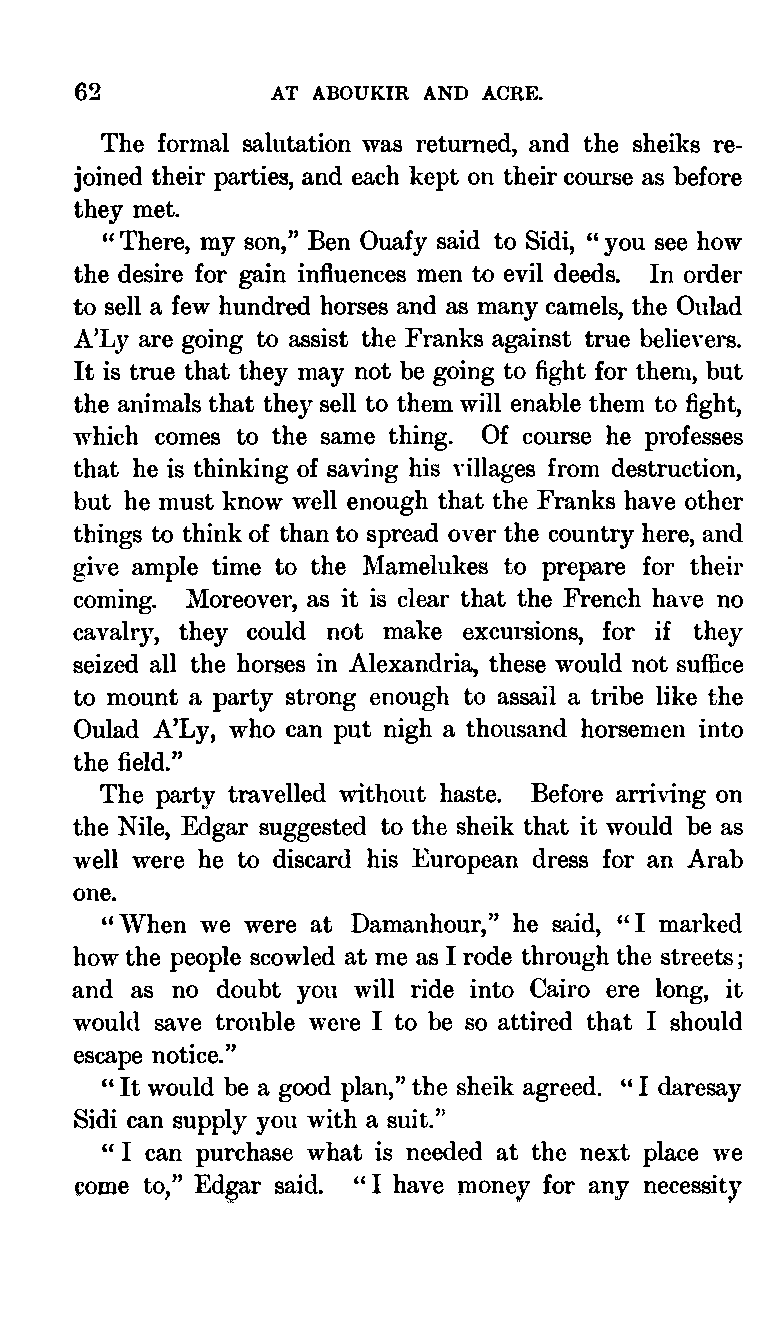 62 AT ABOUKIR AND ACRE.
The formal salutation was returned, and the sheiks re-
joined their parties, and each kept on their course as before
they met.
“There, my son,” Ben Ouafy said to Sidi, “you see how
the desire for gain influences men to evil deeds. In order
to sell a few hundred horses and as many camels, the Oulad
A’Ly are going to assist the Franks against true believers.
It is true that they may not be going to fight for them, but
the animals that they sell to them will enable them to fight,
which comes to the same thing. Of course he professes
that he is thinking of saving his villages from destruction,
but he must know well enough that the Franks have other
things to think of than to spread over the country here, and
give ample time to the Mamelukes to prepare for their
coming. Moreover, as it is clear that the French have no
cavalry, they could not make excursions, for if they
seized all the horses in Alexandria, these would not suffice
to mount a party strong enough to assail a tribe like the
Oulad A’Ly, who can put nigh a thousand horsemen into
the field.”
The party travelled without haste. Before arriving on
the Nile, Edgar suggested to the sheik that it would be as
well were he to discard his European dress for an Arab
one.
“When we were at Damanhour,” he said, “I marked
how the people scowled at me as I rode through the streets;
and as no doubt you will ride into Cairo ere long, it
would save trouble were I to be so attired that I should
escape notice.”
“It would be a good plan,” the sheik agreed. “I daresay
Sidi can supply you with a suit.”
“I can purchase what is needed at the next place we
come to,” Edgar said. “I have money for any necessity